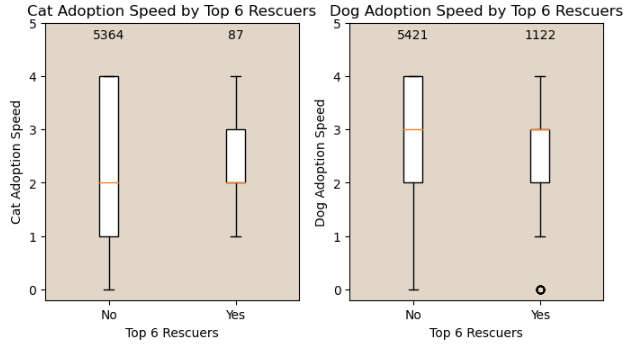 Cat Adoption Speed by Top 6 Rescuers
5
5364
87
4
3
2
1
0
Cat Adoption Speed
No
Yes
Top 6 Rescuers
Dog Adoption Speed by Top 6 Rescuers
5
5421
1122
4
3
2
1
0
Dog Adoption Speed
No
Yes
Top 6 Rescuers